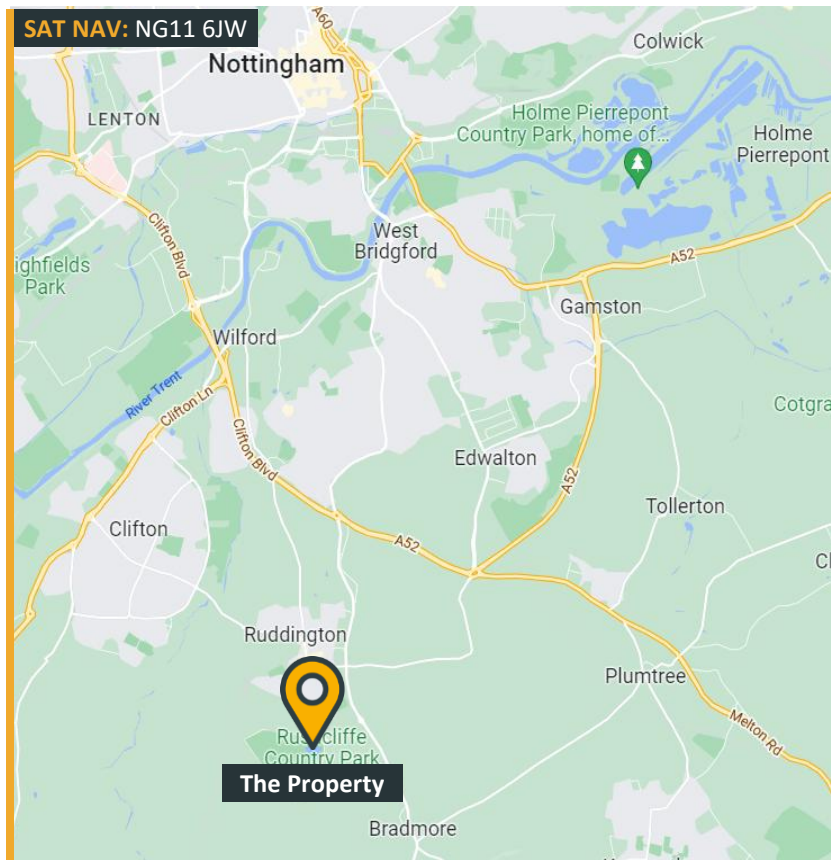 SAT NAV: NG11 6JW
A60
Colwick
Nottingham
LENTON
Holme Pierrepont
Country Park, home of...
Holme
Pierrepont
Clifton Blvd
West
Bridgford
A52
ighfields
Park
Gamston
Wilford
River Trent
Clifton Ln
Cotgra
Clifton Blvd
Edwalton
A52
Tollerton
Clifton
A52
Cl
Ruddington
Plumtree
Melton Rd
Country Park
The Property
Bradmore